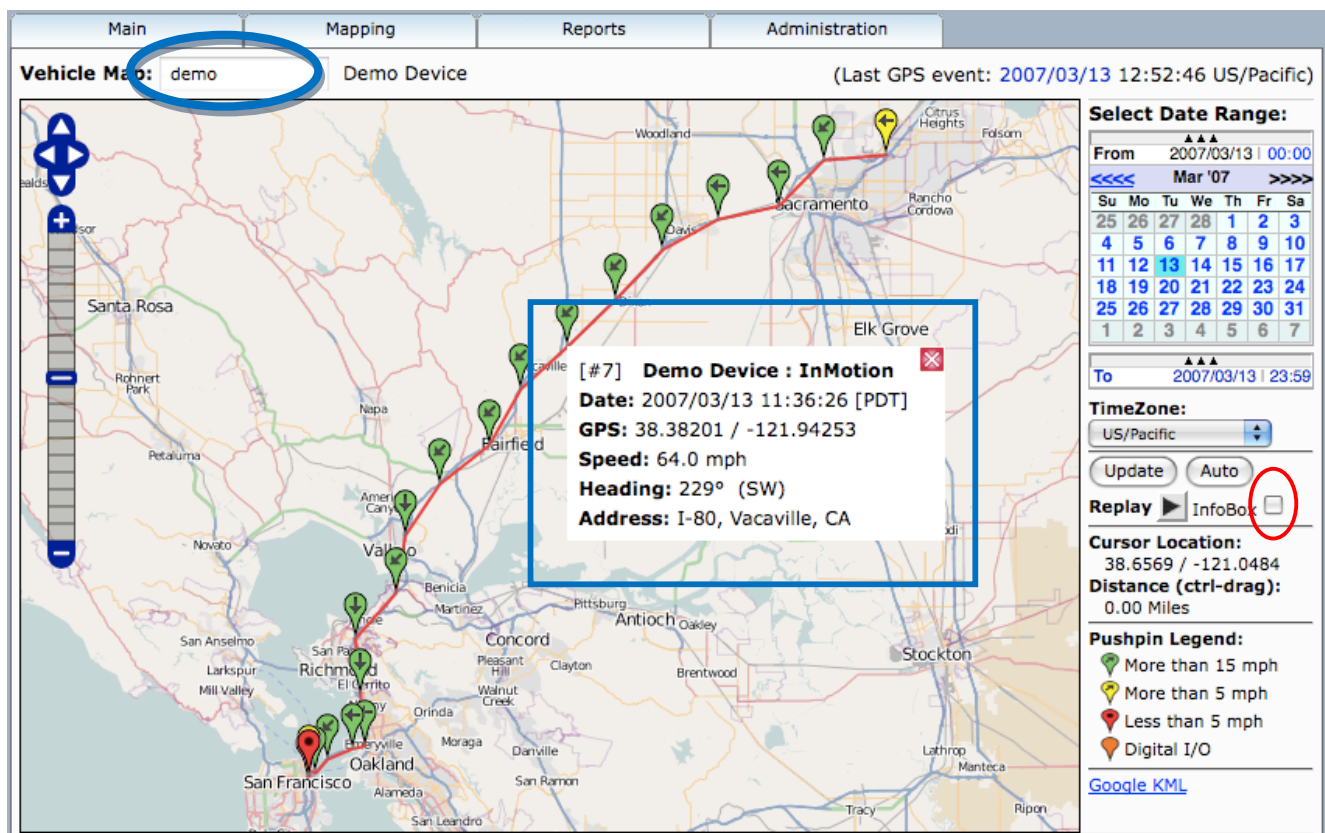 Main Mapping Reports Administration
Vehicle Map: demo Demo Device (Last GPS event: 2007/03/13 12:52:46 US/Pacific)
Woodland
Citrus Heights
Folsom
Sacramento
Rancho Cordova
Davis
Dixon
Santa Rosa
Elk Grove
Rohnert Park
Napa
Fairfield
Petaluma
Novato
Benicia
Martinez
Pittsburg
Antioch
Oakley
San Anselmo
Concord
Larkspur
Richmond
El Cerrito
Pleasant Hill
Clayton
Brentwood
Stockton
Mill Valley
Walnut Creek
Orinda
Emeryville
Moraga
Danville
Lathrop
Manteca
Oakland
San Francisco
Alameda
San Ramon
San Leandro
Tracy
Ripon
[#7] Demo Device : InMotion
Date: 2007/03/13 11:36:26 [PDT]
GPS: 38.38201 / -121.94253
Speed: 64.0 mph
Heading: 229° (SW)
Address: I-80, Vacaville, CA
Select Date Range:
From 2007/03/13 | 00:00
<<<< Mar '07 >>>>
Su Mo Tu We Th Fr Sa
25 26 27 28 1 2 3
4 5 6 7 8 9 10
11 12 13 14 15 16 17
18 19 20 21 22 23 24
25 26 27 28 29 30 31
1 2 3 4 5 6 7
To 2007/03/13 | 23:59
TimeZone:
US/Pacific
Update Auto
Replay InfoBox
Cursor Location:
38.6569 / -121.0484
Distance (ctrl-drag):
0.00 Miles
Pushpin Legend:
More than 15 mph
More than 5 mph
Less than 5 mph
Digital I/O
Google KML